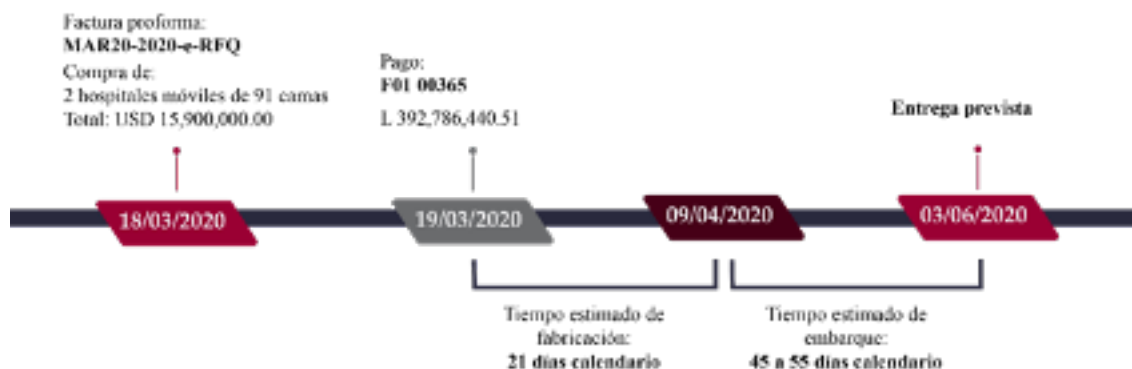 Factura proforma:
MAR20-2020-e-RFQ
Compra de:
2 hospitales móviles de 91 camas
Total: USD 15,900,000.00
Pago:
F01 00365
L 392,786,440.51
Entrega prevista
18/03/2020
19/03/2020
09/04/2020
03/06/2020
Tiempo estimado de
fabricación:
21 días calendario
Tiempo estimado de
embarque:
45 a 55 días calendario